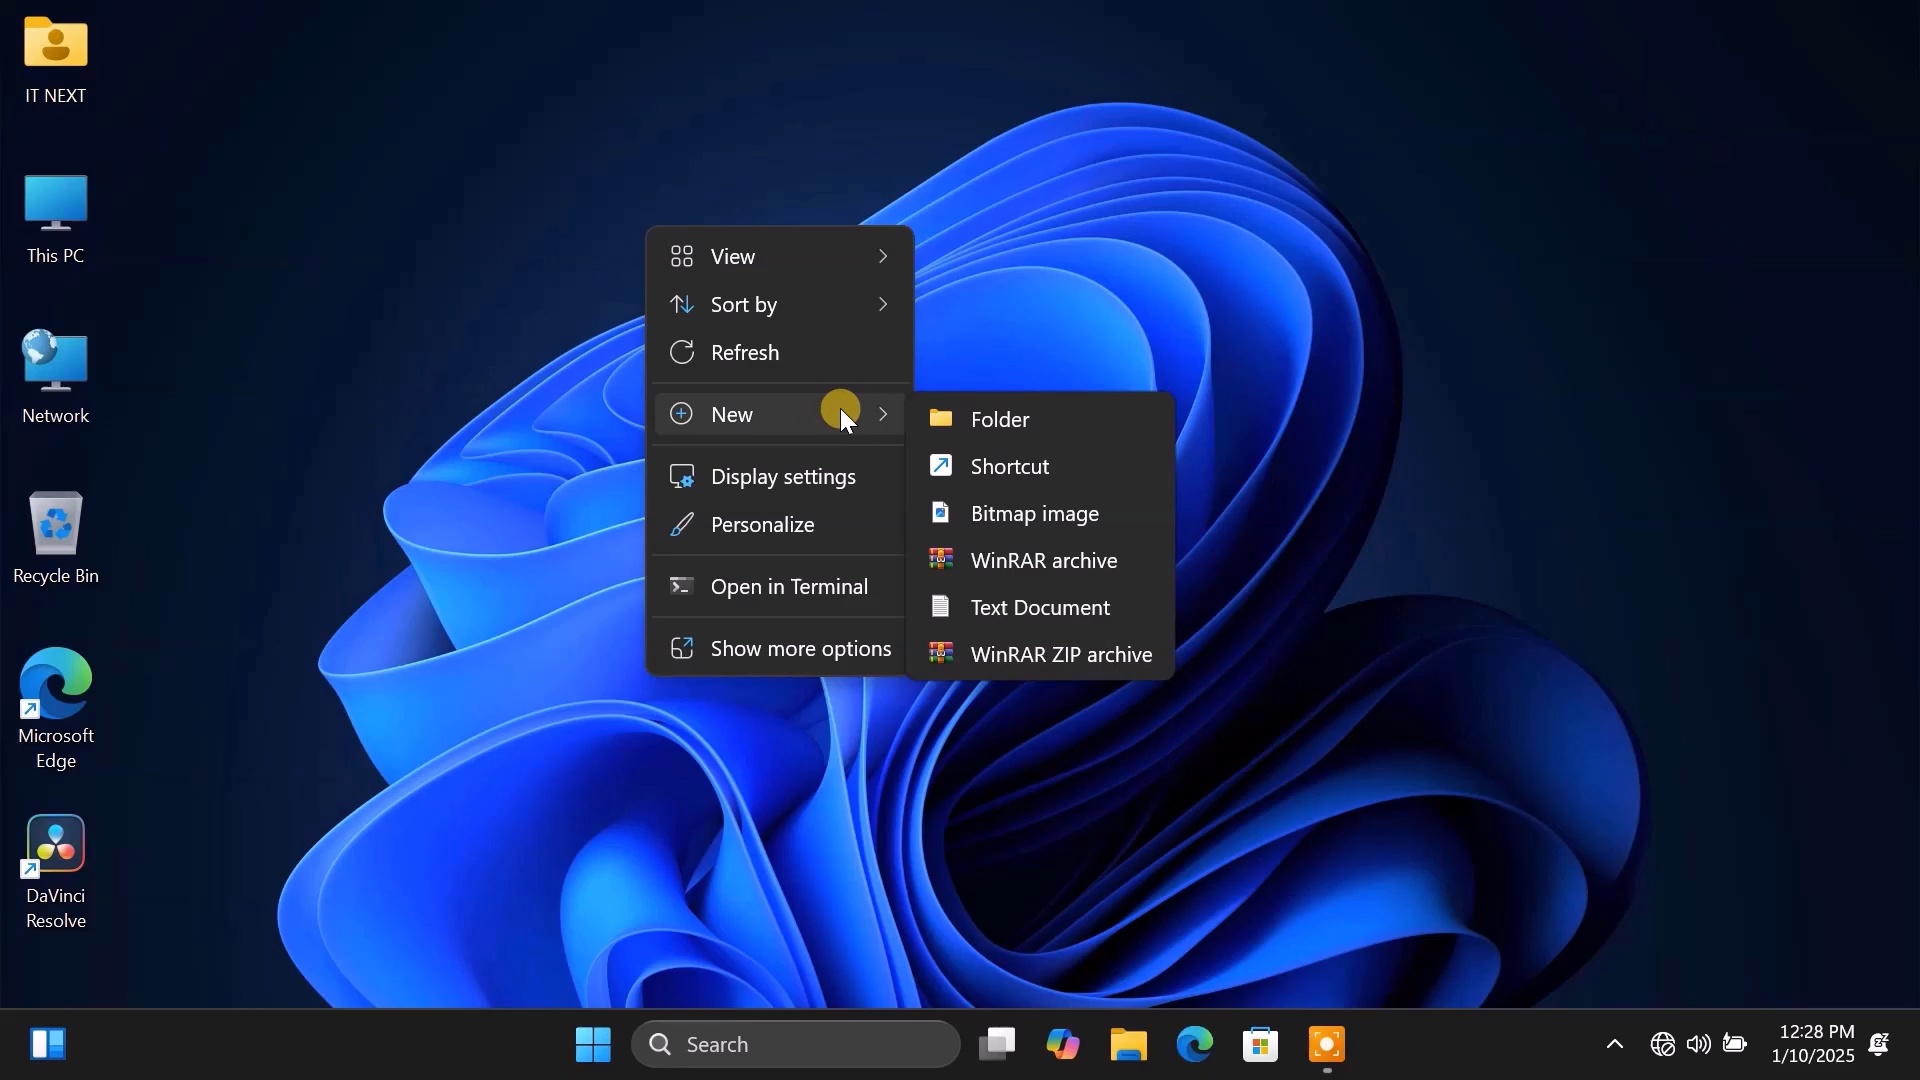 IT NEXT
This PC
Network
Recycle Bin
Microsoft
Edge
DaVinci
Resolve
View
Sort by
Refresh
New
Display settings
Personalize
Open in Terminal
Show more options
Folder
Shortcut
Bitmap image
WinRAR archive
Text Document
WinRAR ZIP archive
Search
12:28 PM
1/10/2025